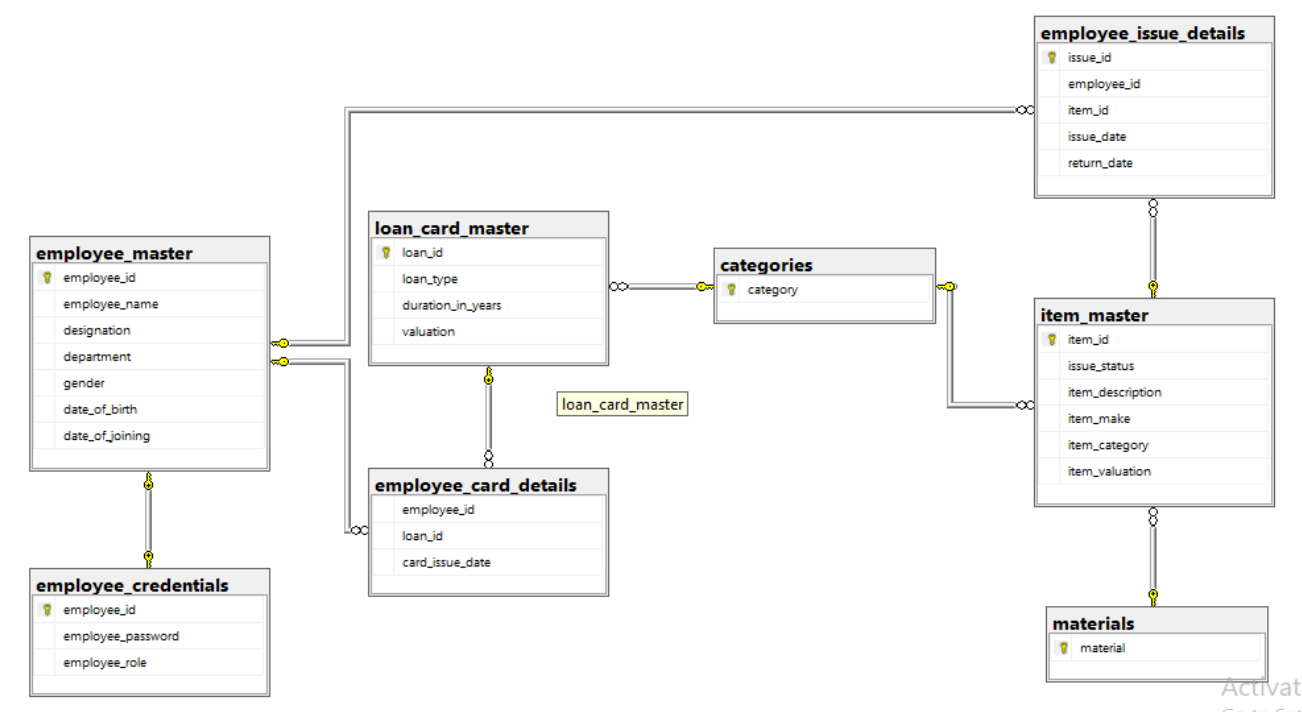 employee_issue_details
issue_id
employee_id
item_id
issue_date
return_date
loan_card_master
loan_id
loan_type
duration_in_years
valuation
employee_master
employee_id
employee_name
designation
department
gender
date_of_birth
date_of_joining
categories
category
item_master
item_id
issue_status
item_description
item_make
item_category
item_valuation
loan_card_master
employee_card_details
employee_id
loan_id
card_issue_date
employee_credentials
employee_id
employee_password
employee_role
materials
material
Activat